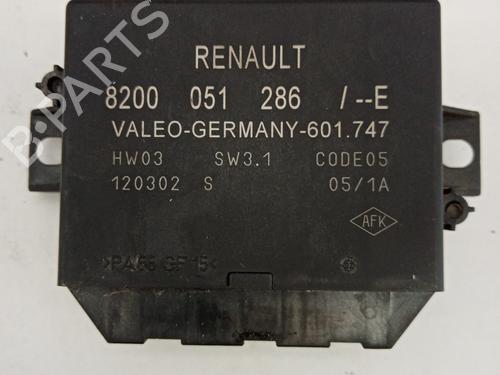 B-PARTS
RENAULT
8200 051 286 /--E
VALEO-GERMANY-601.747
HW03 SW3.1 CODE05
120302 S 05/1A
AFK
>PA66 GF15<